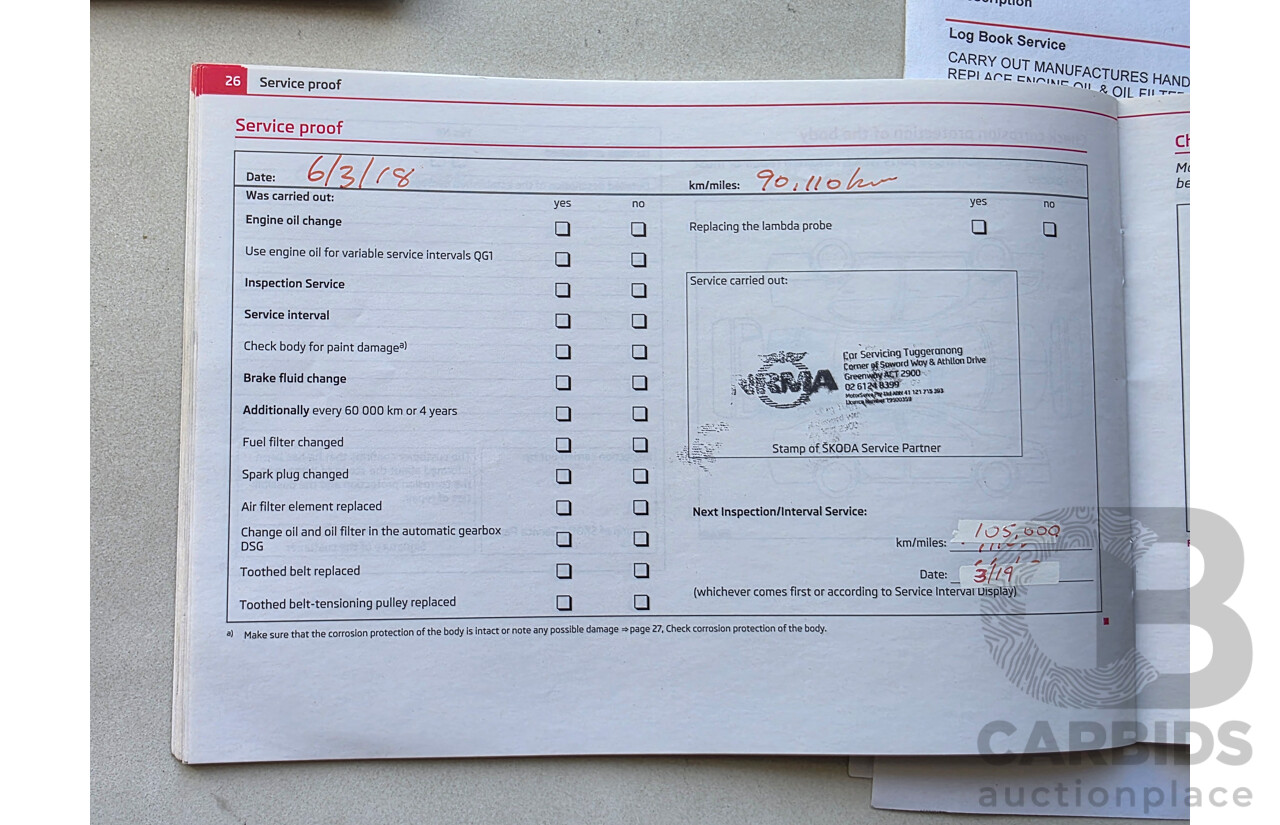 Log Book Service
CARRY OUT MANUFACTURES HAND
REPLACE ENGINE OIL & OIL FILTE
26 Service proof
Service proof
Date: 6/3/18 km/miles: 90,110km
Was carried out: yes no yes no
Engine oil change
Replacing the lambda probe
Use engine oil for variable service intervals QG1
Inspection Service
Service carried out:
Service interval
Check body for paint damage a)
Brake fluid change
Additionally every 60 000 km or 4 years
Fuel filter changed
Spark plug changed
Air filter element replaced
Change oil and oil filter in the automatic gearbox
DSG
Toothed belt replaced
Toothed belt-tensioning pulley replaced
NRMA
Car Servicing Tuggeranong
Corner of Soward Way & Athllon Drive
Greenway ACT 2900
02 6124 8399
Stamp of ŠKODA Service Partner
Next Inspection/Interval Service:
km/miles: 105,000
Date: 3/19
(whichever comes first or according to Service Interval Display)
a) Make sure that the corrosion protection of the body is intact or note any possible damage ⇒ page 27, Check corrosion protection of the body.
CARBIDS
auctionplace